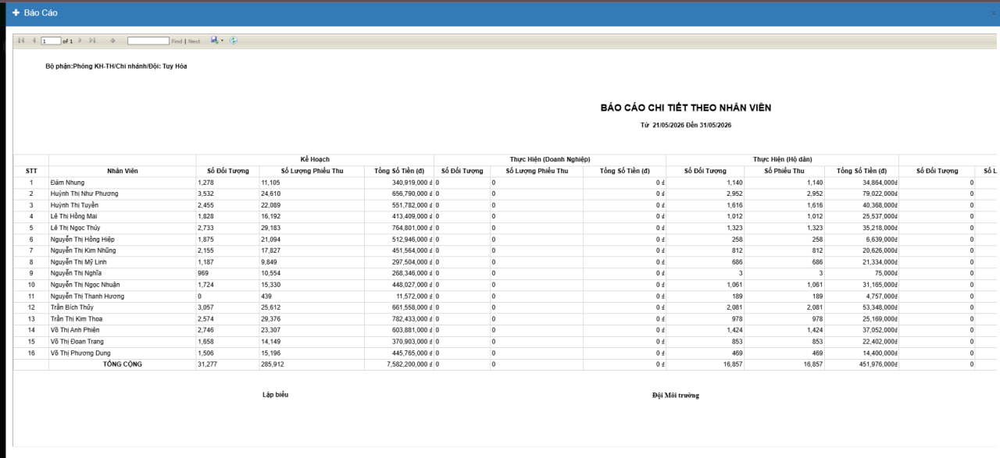 Báo Cáo
1 of 1 Find | Next
Bộ phận:Phòng KH-TH/Chi nhánh/Đội: Tuy Hòa
BÁO CÁO CHI TIẾT THEO NHÂN VIÊN
Từ 21/05/2026 Đến 31/05/2026
Kế Hoạch Thực Hiện (Doanh Nghiệp) Thực Hiện (Hộ dân)
STT Nhân Viên Số Đối Tượng Số Lượng Phiếu Thu Tổng Số Tiền (đ) Số Đối Tượng Số Lượng Phiếu Thu Tổng Số Tiền (đ) Số Đối Tượng Số Phiếu Thu Tổng Số Tiền (đ) Số Đối Tượng Số L
1 Đàm Nhung 1,278 11,105 340,919,000 đ 0 0 0 đ 1,140 1,140 34,864,000đ 0
2 Huỳnh Thị Như Phương 3,532 24,610 656,790,000 đ 0 0 0 đ 2,952 2,952 79,022,000đ 0
3 Huỳnh Thị Tuyền 2,455 22,089 551,782,000 đ 0 0 0 đ 1,616 1,616 40,368,000đ 0
4 Lê Thị Hồng Mai 1,828 16,192 413,409,000 đ 0 0 0 đ 1,012 1,012 25,537,000đ 0
5 Lê Thị Ngọc Thúy 2,733 29,183 764,801,000 đ 0 0 0 đ 1,323 1,323 35,218,000đ 0
6 Nguyễn Thị Hồng Hiệp 1,875 21,094 512,946,000 đ 0 0 0 đ 258 258 6,639,000đ 0
7 Nguyễn Thị Kim Nhũng 2,155 17,827 451,564,000 đ 0 0 0 đ 812 812 20,626,000đ 0
8 Nguyễn Thị Mỹ Linh 1,187 9,849 297,504,000 đ 0 0 0 đ 686 686 21,334,000đ 0
9 Nguyễn Thị Nghĩa 969 10,554 268,346,000 đ 0 0 0 đ 3 3 75,000đ 0
10 Nguyễn Thị Ngọc Nhuận 1,724 15,330 448,027,000 đ 0 0 0 đ 1,061 1,061 31,165,000đ 0
11 Nguyễn Thị Thanh Hương 0 439 11,572,000 đ 0 0 0 đ 189 189 4,757,000đ 0
12 Trần Bích Thủy 3,057 25,612 661,558,000 đ 0 0 0 đ 2,081 2,081 53,348,000đ 0
13 Trần Thị Kim Thoa 2,574 29,376 782,433,000 đ 0 0 0 đ 978 978 25,169,000đ 0
14 Võ Thị Anh Phiên 2,746 23,307 603,881,000 đ 0 0 0 đ 1,424 1,424 37,052,000đ 0
15 Võ Thị Đoan Trang 1,658 14,149 370,903,000 đ 0 0 0 đ 853 853 22,402,000đ 0
16 Võ Thị Phương Dung 1,506 15,196 445,765,000 đ 0 0 0 đ 469 469 14,400,000đ 0
TỔNG CỘNG 31,277 285,912 7,582,200,000 đ 0 0 0 đ 16,857 16,857 451,976,000đ 0
Lập biểu Đội Môi trường